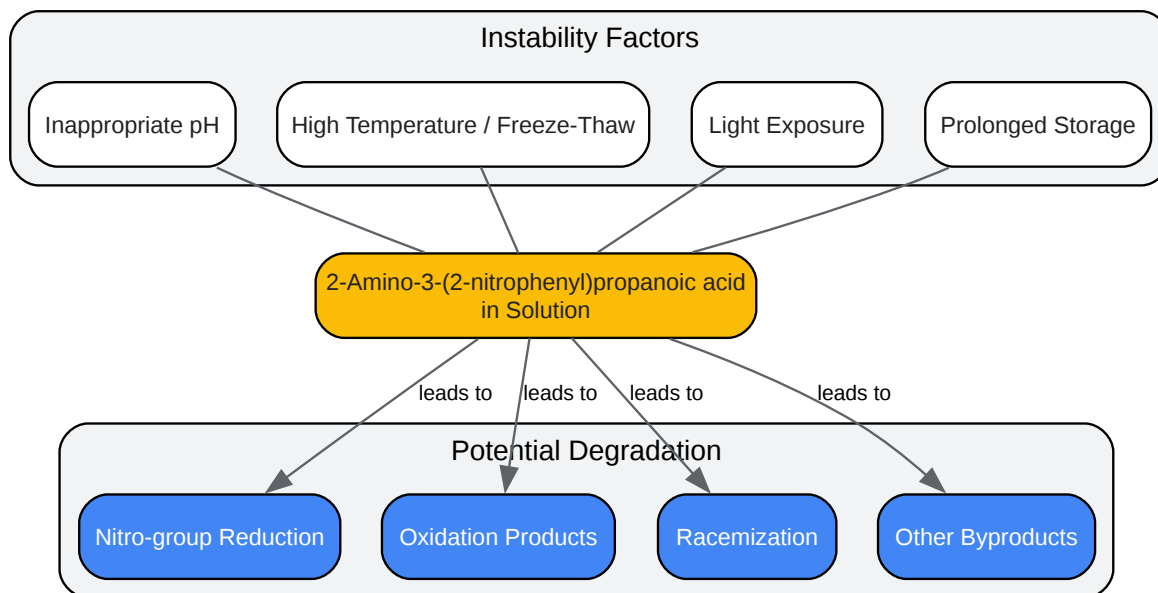 Instability Factors
Inappropriate pH
High Temperature / Freeze-Thaw
Light Exposure
Prolonged Storage
2-Amino-3-(2-nitrophenyl)propanoic acid
in Solution
leads to
leads to
leads to
leads to
Potential Degradation
Nitro-group Reduction
Oxidation Products
Racemization
Other Byproducts